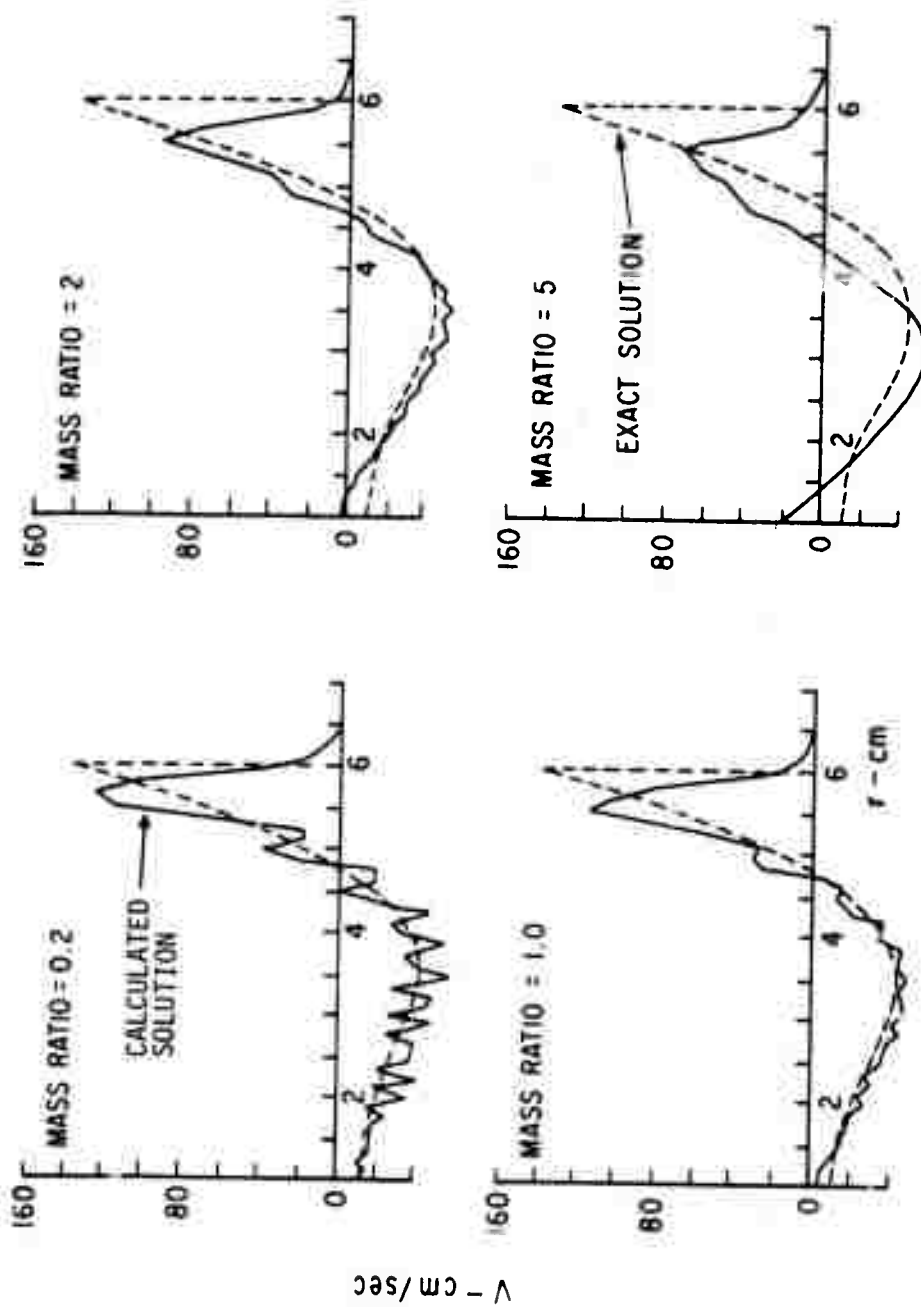 MASS RATIO = 0.2
160
80
0
2
4
6
CALCULATED
SOLUTION
MASS RATIO = 2
160
80
0
2
4
6
V - cm/sec
MASS RATIO = 1.0
160
80
0
2
4
6
r - cm
MASS RATIO = 5
160
80
0
2
6
EXACT SOLUTION